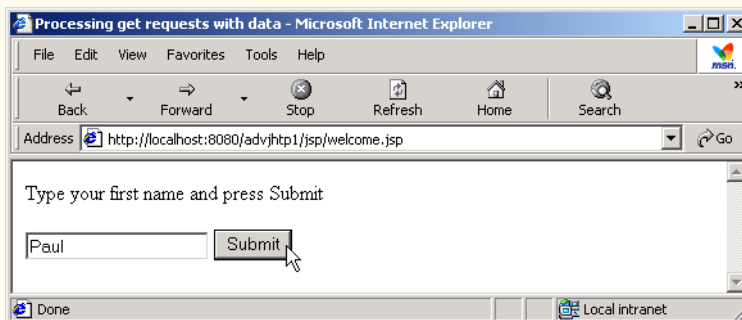 Processing get requests with data - Microsoft Internet Explorer
File Edit View Favorites Tools Help
msn.
Back Forward Stop Refresh Home Search »
Address http://localhost:8080/advjhtp1/jsp/welcome.jsp Go
Type your first name and press Submit
Paul Submit
Done Local intranet